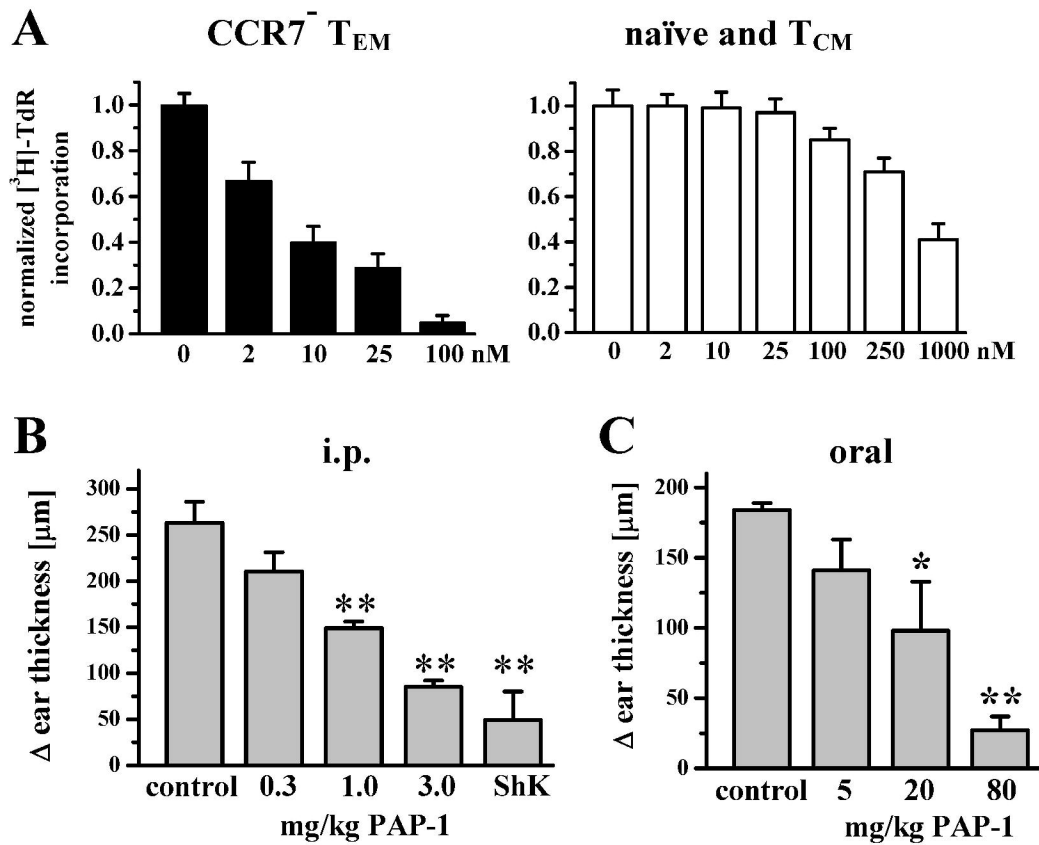 A
CCR7⁻ T_EM
naïve and T_CM
normalized [³H]-TdR
incorporation
1.0
0.8
0.6
0.4
0.2
0.0
0 2 10 25 100 nM
1.0
0.8
0.6
0.4
0.2
0.0
0 2 10 25 100 250 1000 nM
B
i.p.
Δ ear thickness [µm]
300
250
200
150
100
50
0
** ** **
control 0.3 1.0 3.0 ShK
mg/kg PAP-1
C
oral
Δ ear thickness [µm]
200
150
100
50
0
* **
control 5 20 80
mg/kg PAP-1